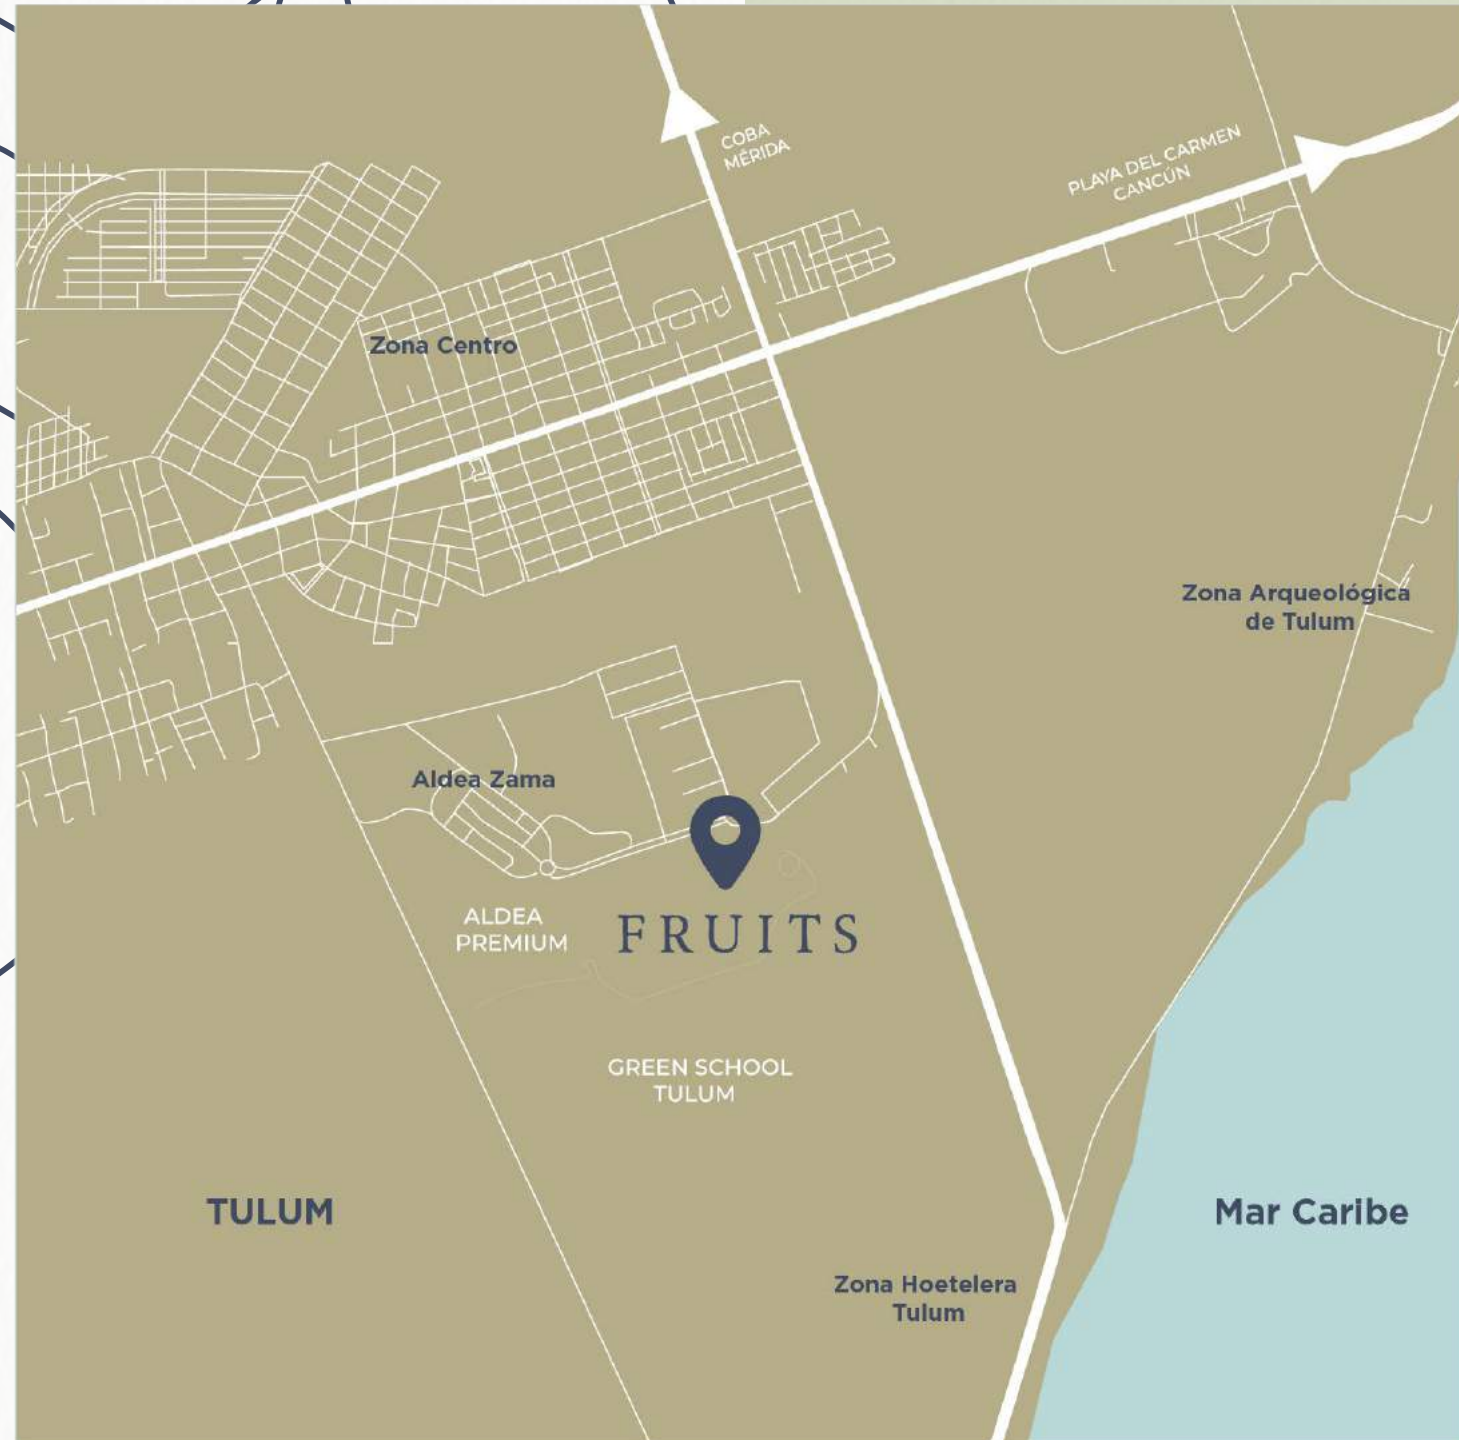 COBA
MÉRIDA
PLAYA DEL CARMEN
CANCÚN
Zona Centro
Zona Arqueológica
de Tulum
Aldea Zama
ALDEA
PREMIUM
FRUITS
GREEN SCHOOL
TULUM
TULUM
Mar Caribe
Zona Hoetelera
Tulum